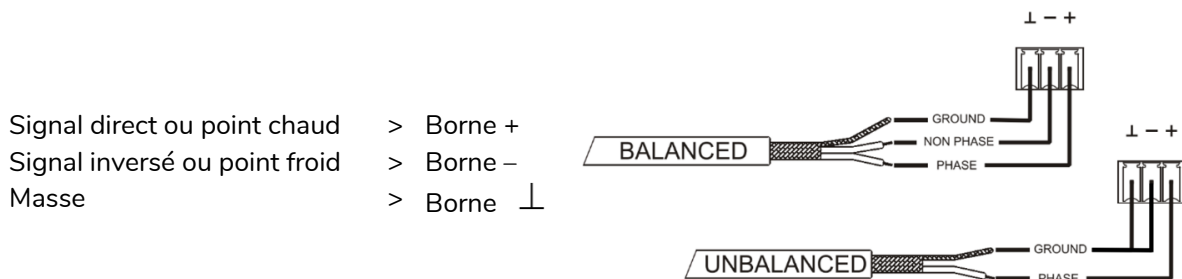 Signal direct ou point chaud > Borne +
Signal inversé ou point froid > Borne –
Masse > Borne ⊥
⊥ – +
GROUND
BALANCED
NON PHASE
PHASE
⊥ – +
GROUND
UNBALANCED
PHASE